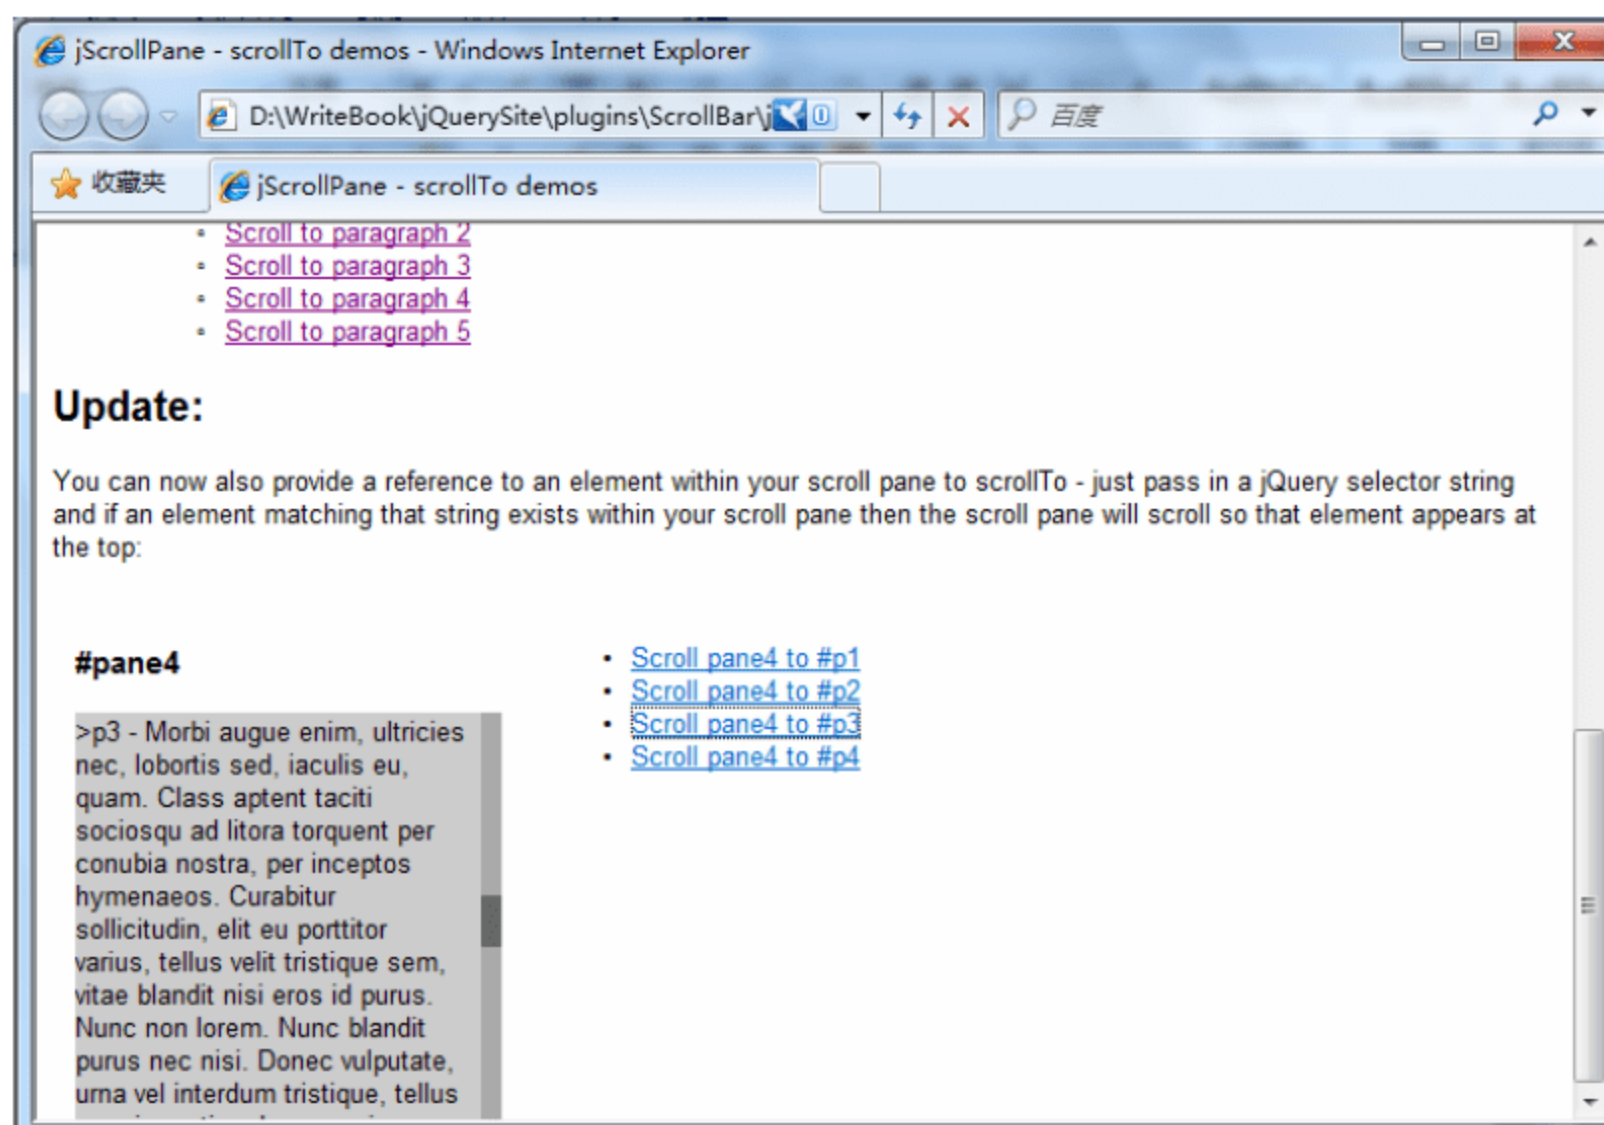 jScrollPane - scrollTo demos - Windows Internet Explorer
D:\WriteBook\jQuerySite\plugins\ScrollBar\j
0
百度
收藏夹
jScrollPane - scrollTo demos
• Scroll to paragraph 2
• Scroll to paragraph 3
• Scroll to paragraph 4
• Scroll to paragraph 5
Update:
You can now also provide a reference to an element within your scroll pane to scrollTo - just pass in a jQuery selector string
and if an element matching that string exists within your scroll pane then the scroll pane will scroll so that element appears at
the top:
#pane4
>p3 - Morbi augue enim, ultricies
nec, lobortis sed, iaculis eu,
quam. Class aptent taciti
sociosqu ad litora torquent per
conubia nostra, per inceptos
hymenaeos. Curabitur
sollicitudin, elit eu porttitor
varius, tellus velit tristique sem,
vitae blandit nisi eros id purus.
Nunc non lorem. Nunc blandit
purus nec nisi. Donec vulputate,
urna vel interdum tristique, tellus
• Scroll pane4 to #p1
• Scroll pane4 to #p2
• Scroll pane4 to #p3
• Scroll pane4 to #p4